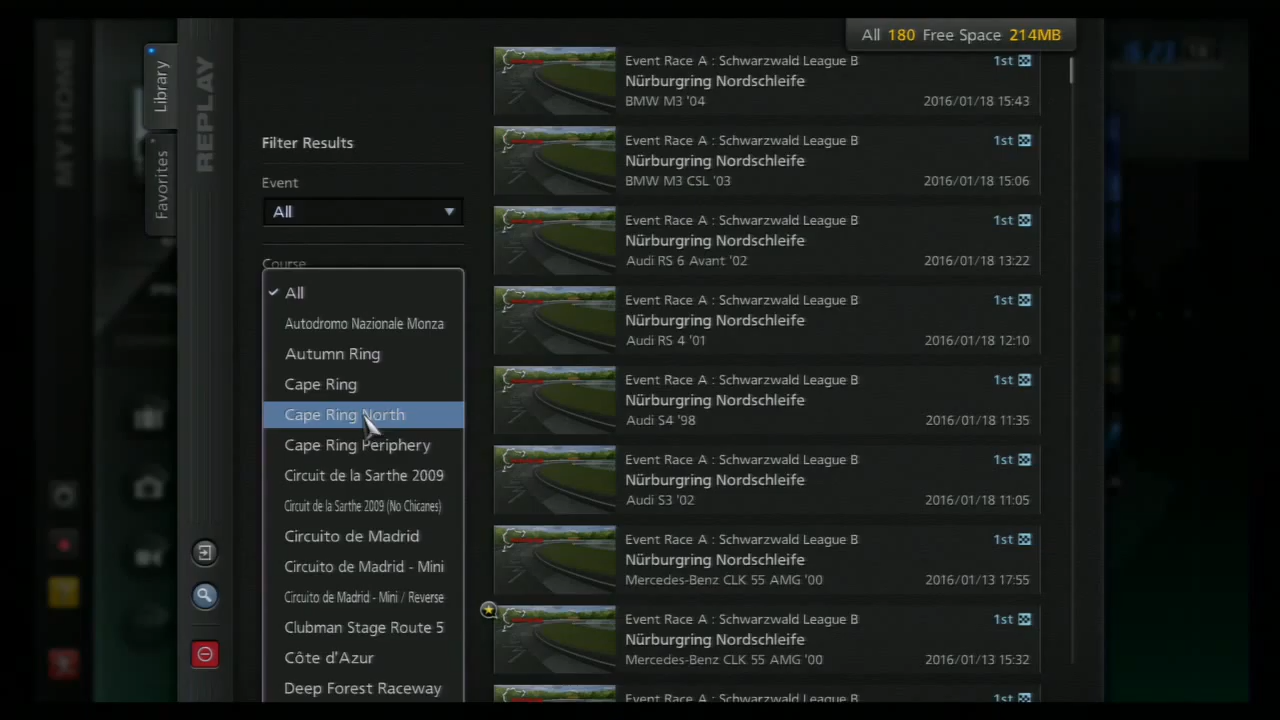 MY HOME
Library
Favorites
REPLAY
All 180 Free Space 214MB
Filter Results
Event
All
Course
All
Autodromo Nazionale Monza
Autumn Ring
Cape Ring
Cape Ring North
Cape Ring Periphery
Circuit de la Sarthe 2009
Circuit de la Sarthe 2009 (No Chicanes)
Circuito de Madrid
Circuito de Madrid - Mini
Circuito de Madrid - Mini / Reverse
Clubman Stage Route 5
Côte d'Azur
Deep Forest Raceway
Event Race A : Schwarzwald League B 1st
Nürburgring Nordschleife
BMW M3 '04 2016/01/18 15:43
Event Race A : Schwarzwald League B 1st
Nürburgring Nordschleife
BMW M3 CSL '03 2016/01/18 15:06
Event Race A : Schwarzwald League B 1st
Nürburgring Nordschleife
Audi RS 6 Avant '02 2016/01/18 13:22
Event Race A : Schwarzwald League B 1st
Nürburgring Nordschleife
Audi RS 4 '01 2016/01/18 12:10
Event Race A : Schwarzwald League B 1st
Nürburgring Nordschleife
Audi S4 '98 2016/01/18 11:35
Event Race A : Schwarzwald League B 1st
Nürburgring Nordschleife
Audi S3 '02 2016/01/18 11:05
Event Race A : Schwarzwald League B 1st
Nürburgring Nordschleife
Mercedes-Benz CLK 55 AMG '00 2016/01/13 17:55
Event Race A : Schwarzwald League B 1st
Nürburgring Nordschleife
Mercedes-Benz CLK 55 AMG '00 2016/01/13 15:32
Event Race A : Schwarzwald League B 1st